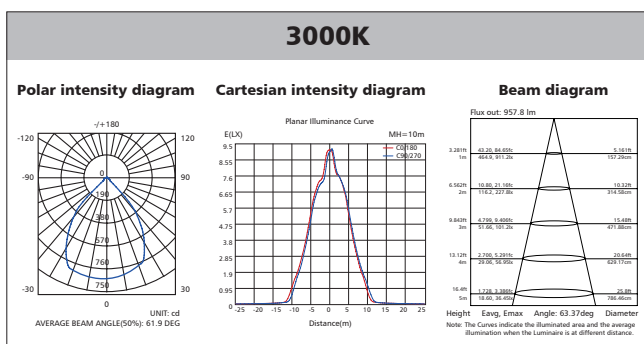 3000K
Polar intensity diagram
Cartesian intensity diagram
Beam diagram
-/+180
-120
120
-90
90
-30
30
0
0
190
380
570
760
750
UNIT: cd
AVERAGE BEAM ANGLE(50%): 61.9 DEG
Planar Illuminance Curve
E(LX)
MH=10m
C0/180
C90/270
9.5
8.55
7.6
6.65
5.7
4.75
3.8
2.85
1.9
0.95
0
-25 -20 -15 -10 -5 0 5 10 15 20 25
Distance(m)
Flux out: 957.8 lm
3.281ft 43.20, 84.65fc 5.161ft
1m 464.9, 911.2lx 157.29cm
6.562ft 10.80, 21.16fc 10.32ft
2m 116.2, 227.8lx 314.58cm
9.843ft 4.799, 9.406fc 15.48ft
3m 51.66, 101.2lx 471.88cm
13.12ft 2.700, 5.291fc 20.64ft
4m 29.06, 56.95lx 629.17cm
16.4ft 1.728, 3.386fc 25.8ft
5m 18.60, 36.45lx 786.46cm
Height Eavg, Emax Angle: 63.37deg Diameter
Note: The Curves indicate the illuminated area and the average
illumination when the Luminaire is at different distance.